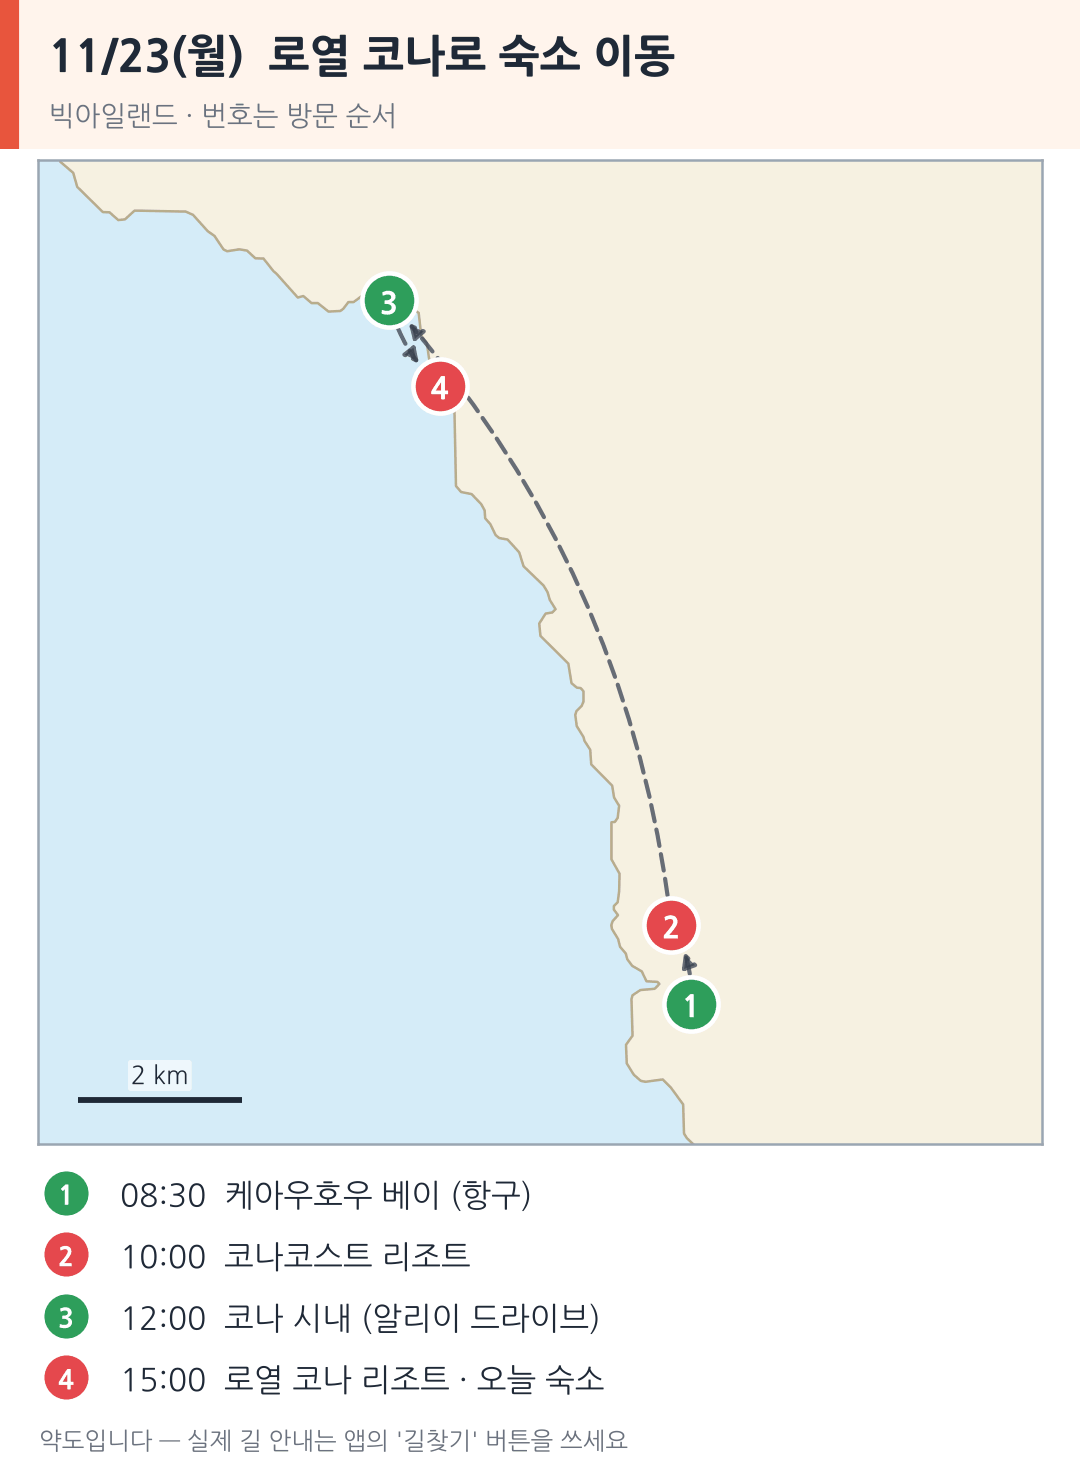 11/23(월) 로열 코나로 숙소 이동
빅아일랜드 · 번호는 방문 순서
3
4
2
1
2 km
1 08:30 케아우호우 베이 (항구)
2 10:00 코나코스트 리조트
3 12:00 코나 시내 (알리이 드라이브)
4 15:00 로열 코나 리조트 · 오늘 숙소
약도입니다 — 실제 길 안내는 앱의 '길찾기' 버튼을 쓰세요